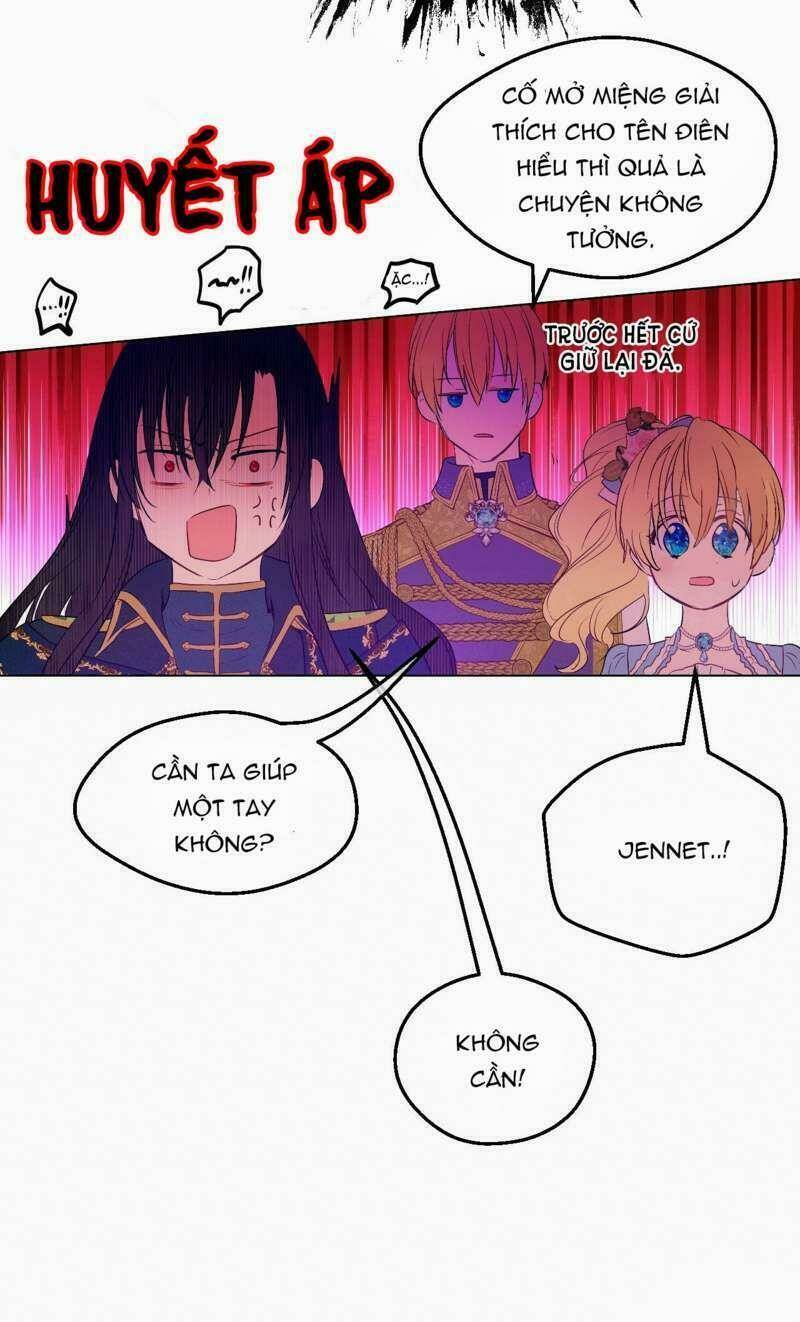 CỐ MỞ MIỆNG GIẢI
THÍCH CHO TÊN ĐIÊN
HIỂU THÌ QUẢ LÀ
CHUYỆN KHÔNG
TƯỞNG.
HUYẾT ÁP
...!!
~~!!
ẶC...!
TRƯỚC HẾT CỨ
GIỮ LẠI ĐÃ.
CẦN TA GIÚP
MỘT TAY
KHÔNG?
JENNET..!
KHÔNG
CẦN!